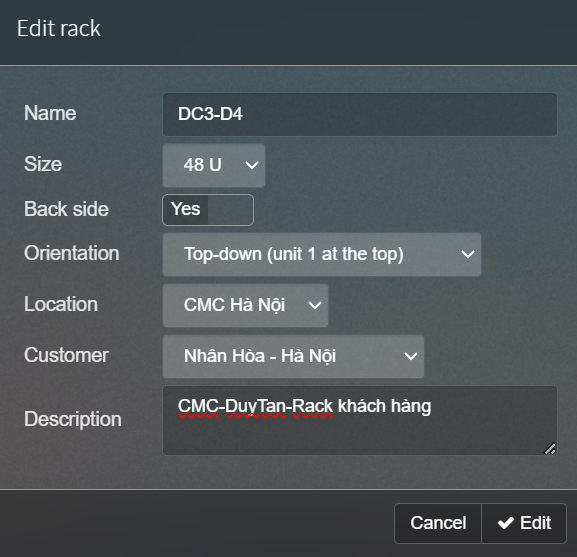 Edit rack
Name DC3-D4
Size 48 U
Back side Yes
Orientation Top-down (unit 1 at the top)
Location CMC Hà Nội
Customer Nhân Hòa - Hà Nội
Description CMC-DuyTan-Rack khách hàng
Cancel Edit